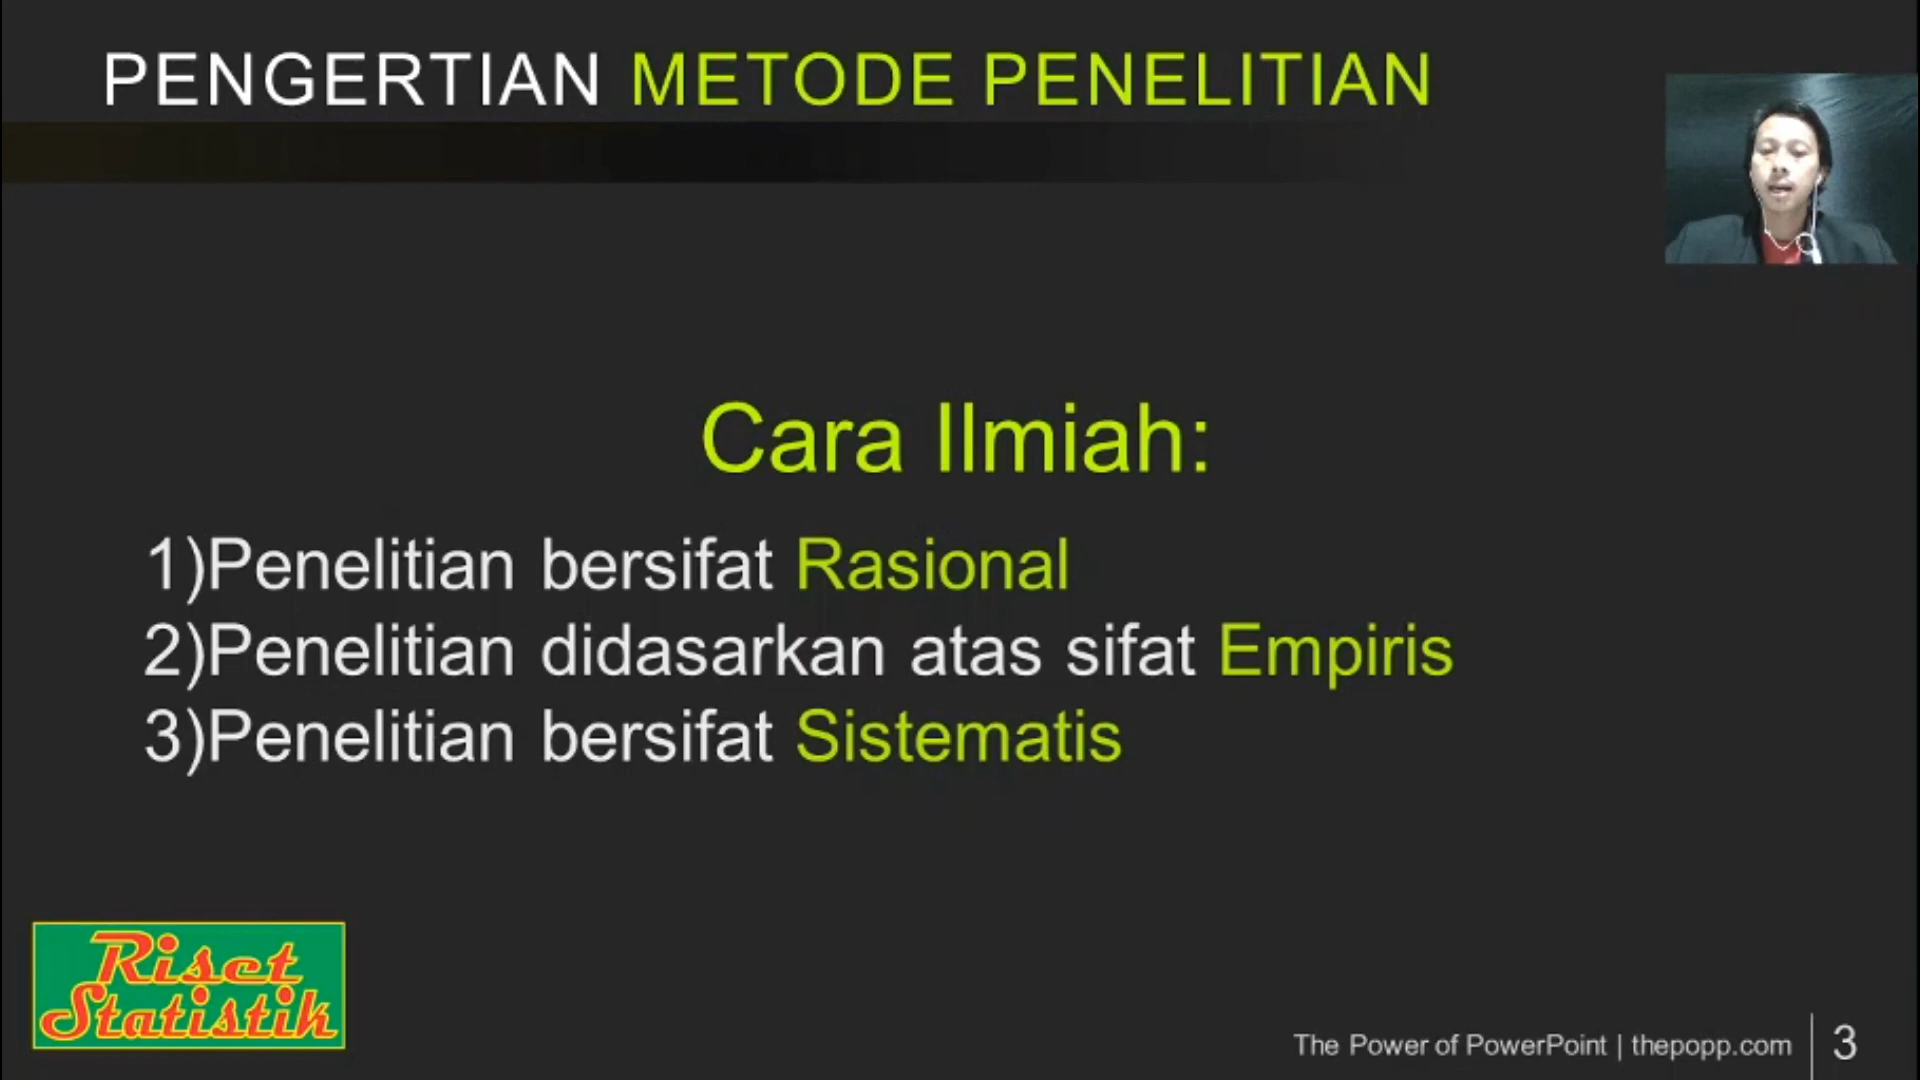 PENGERTIAN METODE PENELITIAN
Cara Ilmiah:
1)Penelitian bersifat Rasional
2)Penelitian didasarkan atas sifat Empiris
3)Penelitian bersifat Sistematis
Riset
Statistik
The Power of PowerPoint | thepopp.com
3